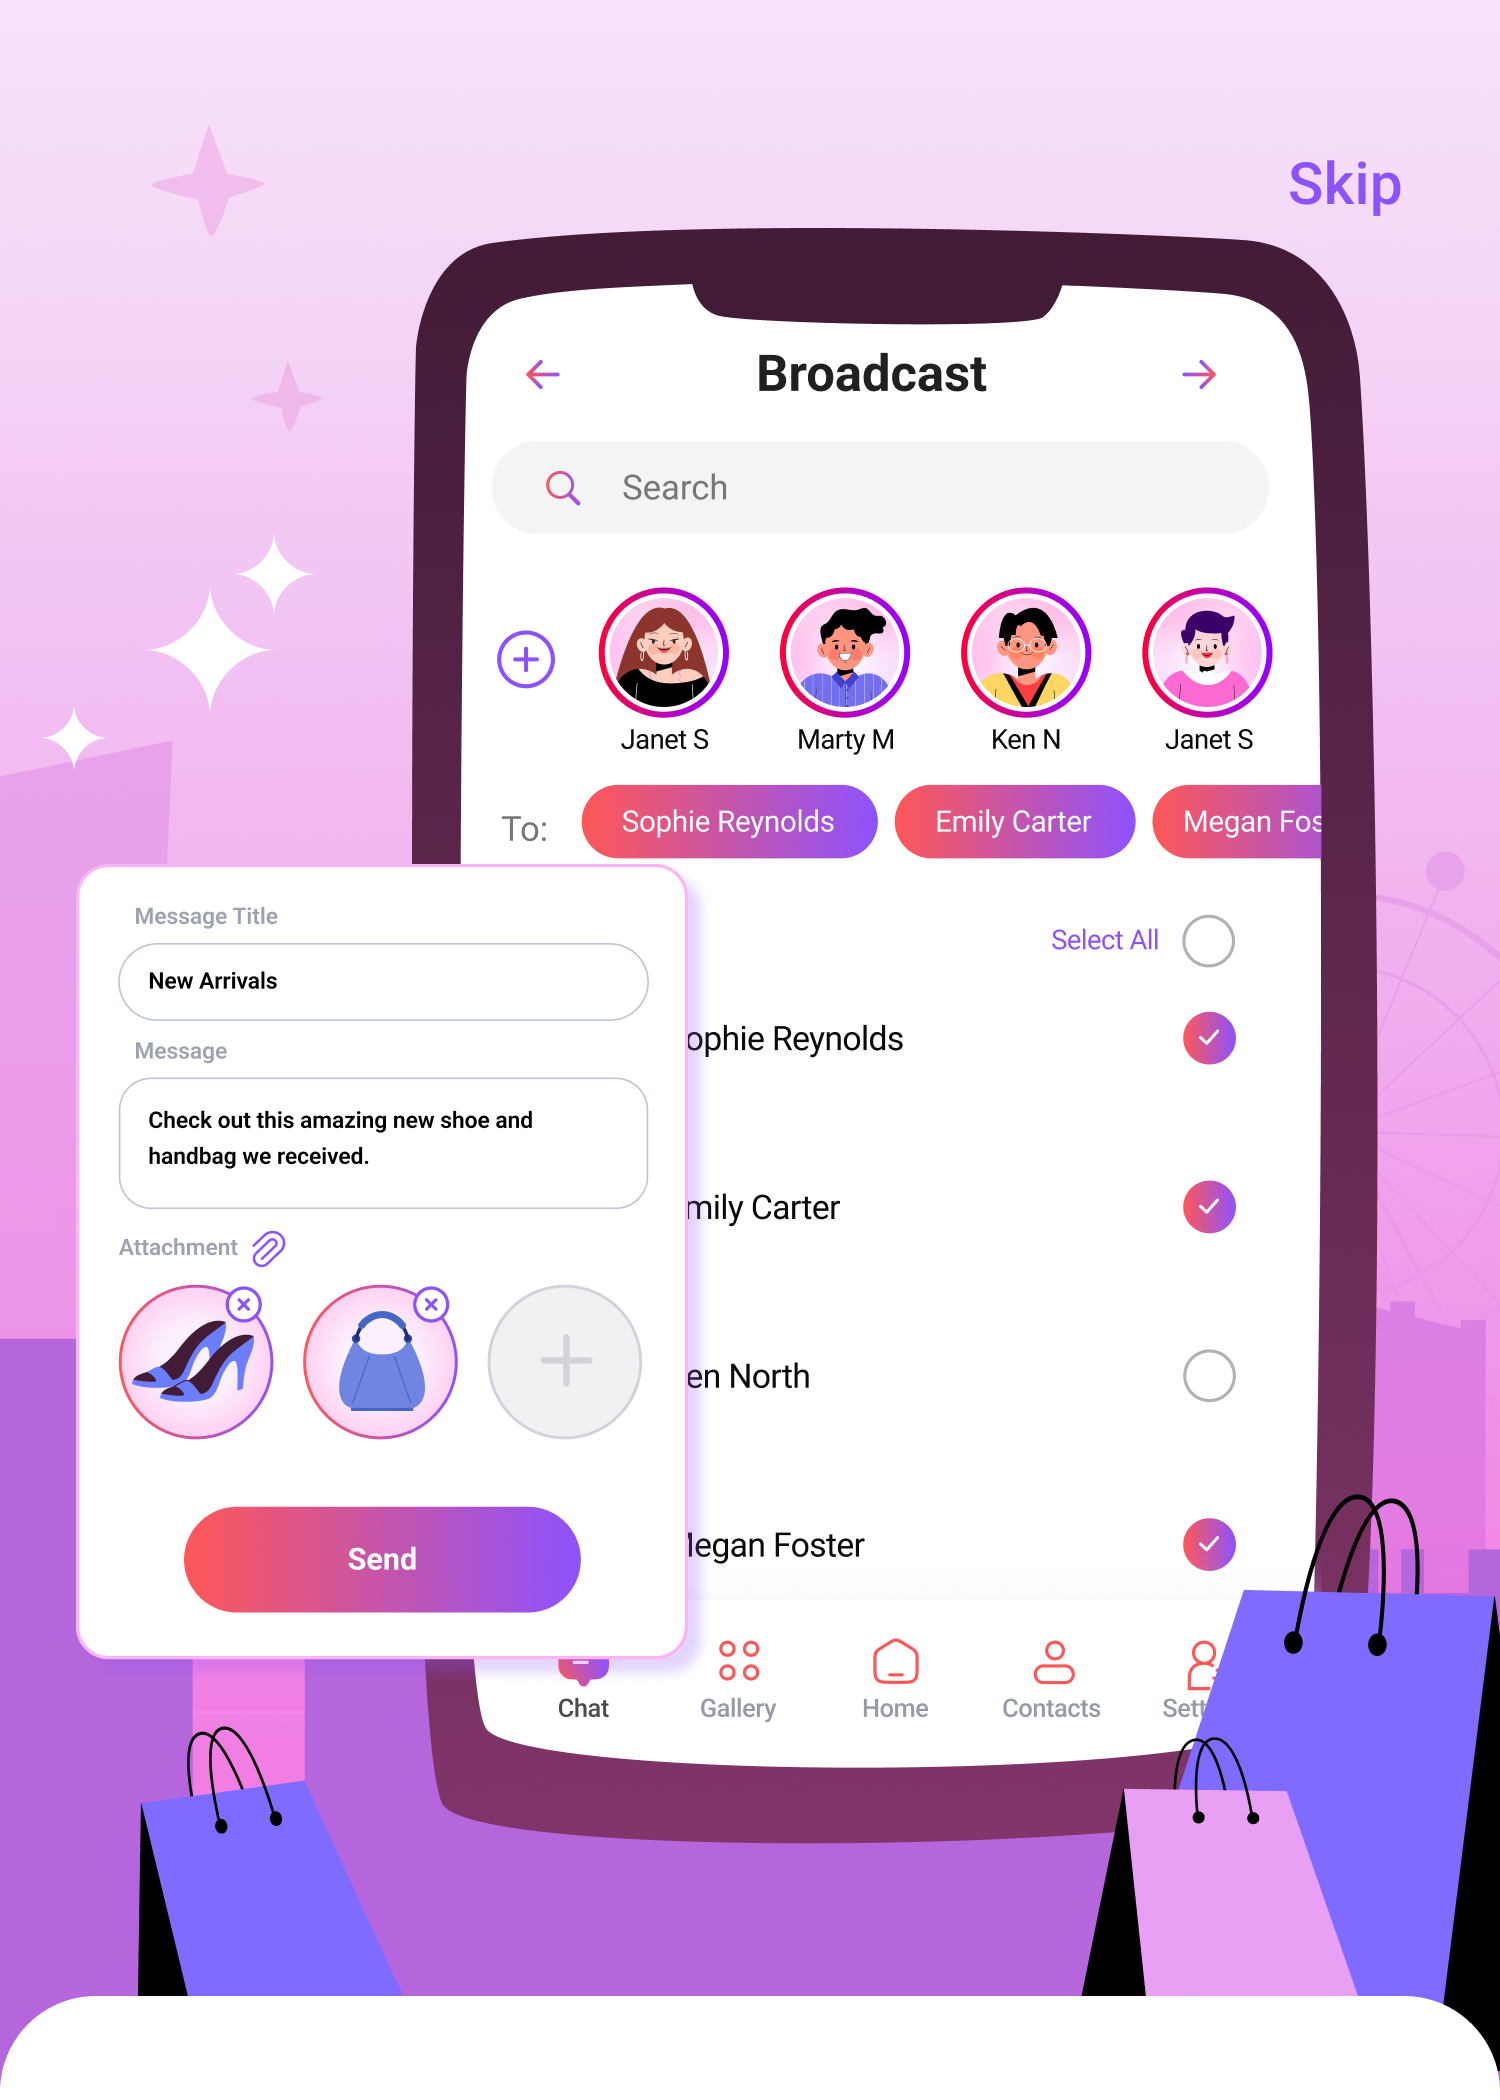 Skip
Broadcast
Search
Janet S
Marty M
Ken N
Janet S
To:
Sophie Reynolds
Emily Carter
Megan Fos
Select All
ophie Reynolds
mily Carter
en North
egan Foster
Message Title
New Arrivals
Message
Check out this amazing new shoe and
handbag we received.
Attachment
Send
Chat
Gallery
Home
Contacts
Sett